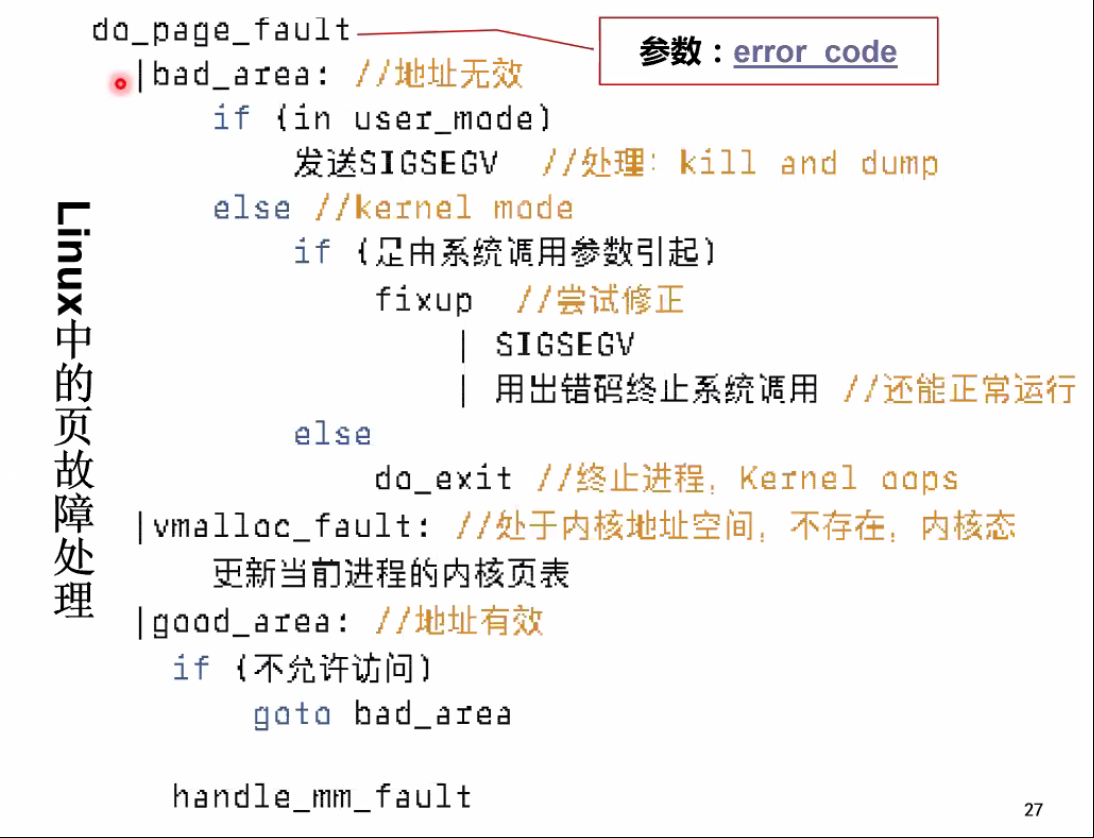 do_page_fault
参数：error_code
|bad_area: //地址无效
if (in user_mode)
发送SIGSEGV //处理：kill and dump
else //kernel mode
if (是由系统调用参数引起)
fixup //尝试修正
| SIGSEGV
| 用出错码终止系统调用 //还能正常运行
else
do_exit //终止进程，Kernel oops
|vmalloc_fault: //处于内核地址空间，不存在，内核态
更新当前进程的内核页表
|good_area: //地址有效
if (不允许访问)
goto bad_area
handle_mm_fault
Linux中的页故障处理
27